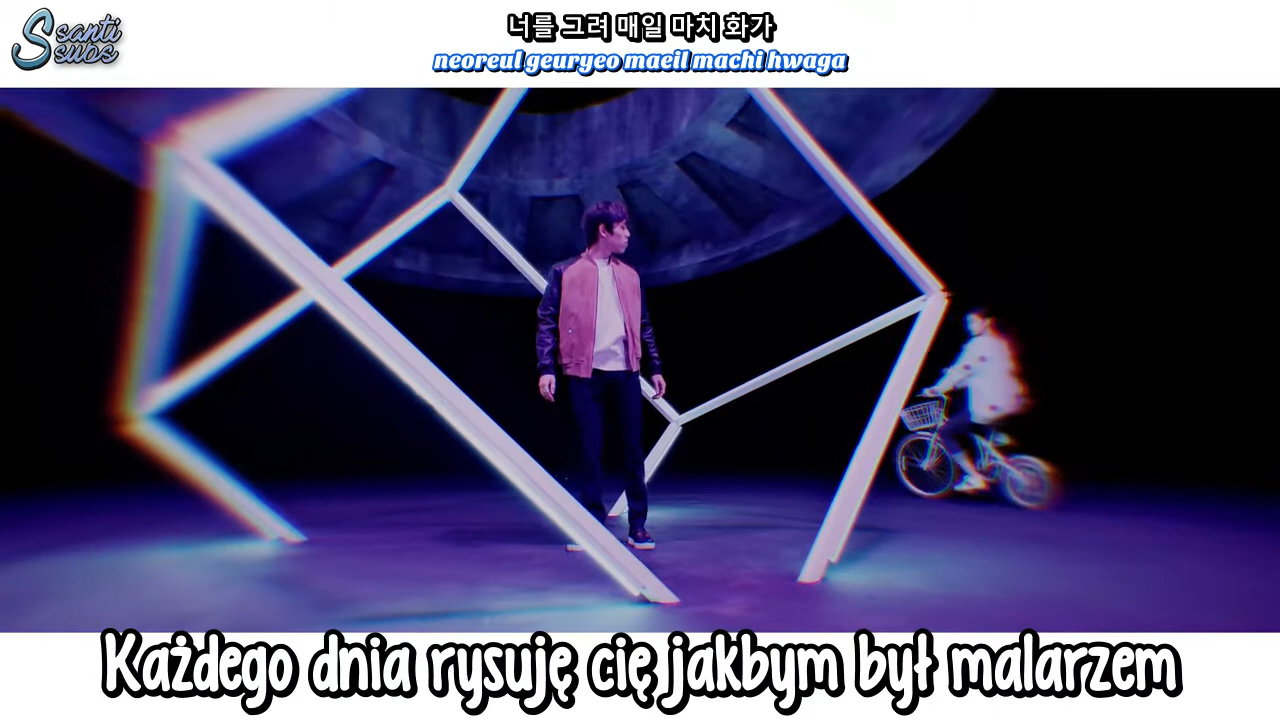 Ssanti
subs
너를 그려 매일 마치 화가
neoreul geuryeo maeil machi hwaga
Każdego dnia rysuję cię jakbym był malarzem